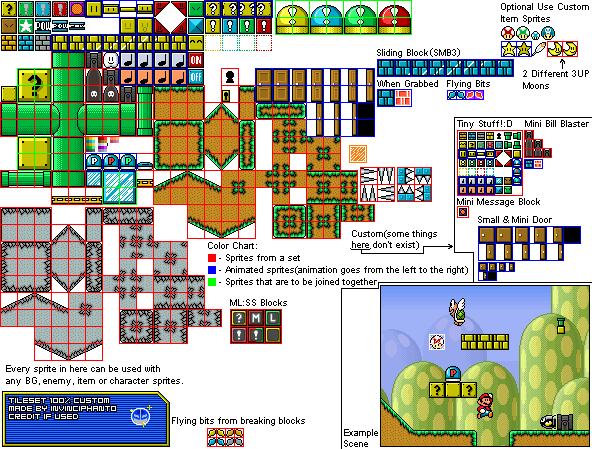 Optional Use Custom
Item Sprites
2 Different 3UP
Moons
Sliding Block(SMB3)
When Grabbed
Flying Bits
POW
POW
ON
OFF
P
P
P
Tiny Stuff!:D
Mini Bill Blaster
Mini Message Block
Small & Mini Door
Custom(some things
here don't exist)
Color Chart:
- Sprites from a set
- Animated sprites(animation goes from the left to the right)
- Sprites that are to be joined together
ML:SS Blocks
? M L
! !
Every sprite in here can be used with
any BG, enemy, item or character sprites.
TILESET 100% CUSTOM
MADE BY INVINCIPHANTO
CREDIT IF USED
Flying bits from breaking blocks
Example
Scene
P